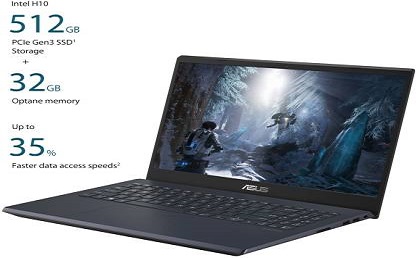 Intel H10
512GB
PCIe Gen3 SSD¹
Storage
+
32GB
Optane memory
Up to
35%
Faster data access speeds²
ASUS